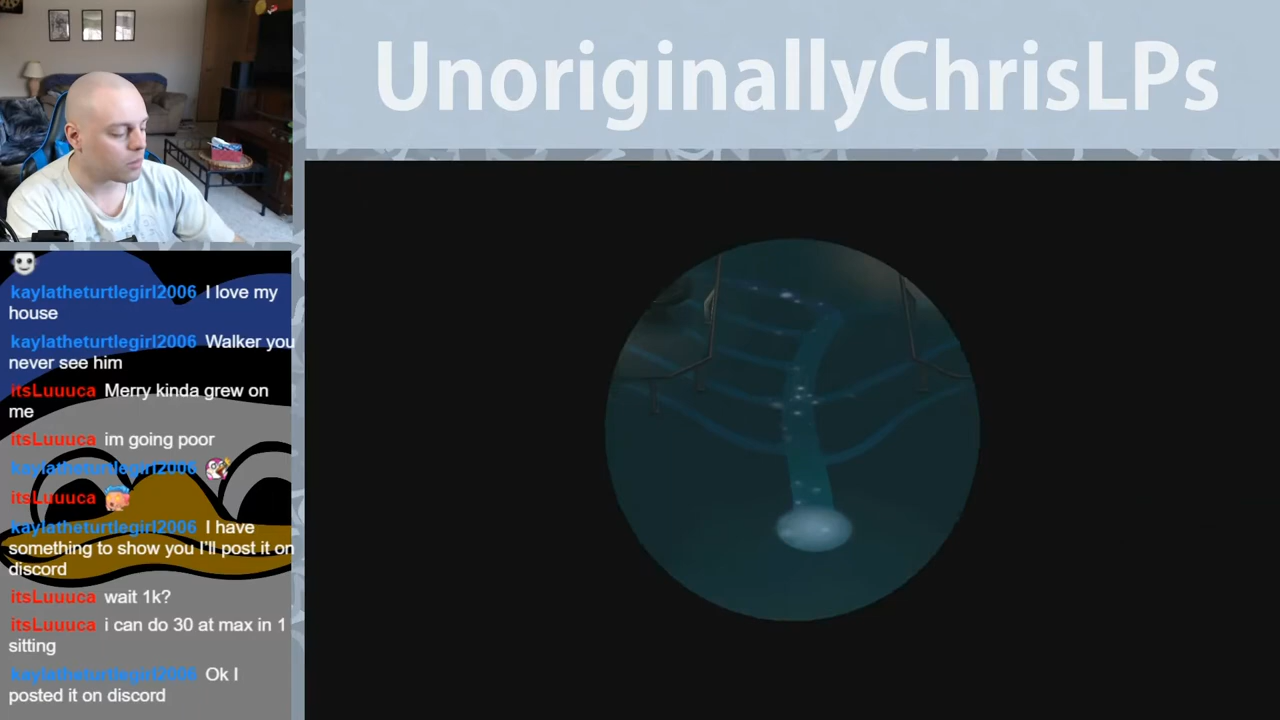 UnoriginallyChrisLPs
kaylatheturtlegirl2006 I love my
house
kaylatheturtlegirl2006 Walker you
never see him
itsLuuuca Merry kinda grew on
me
itsLuuuca im going poor
kaylatheturtlegirl2006
itsLuuuca
kaylatheturtlegirl2006 I have
something to show you I'll post it on
discord
itsLuuuca wait 1k?
itsLuuuca i can do 30 at max in 1
sitting
kaylatheturtlegirl2006 Ok I
posted it on discord